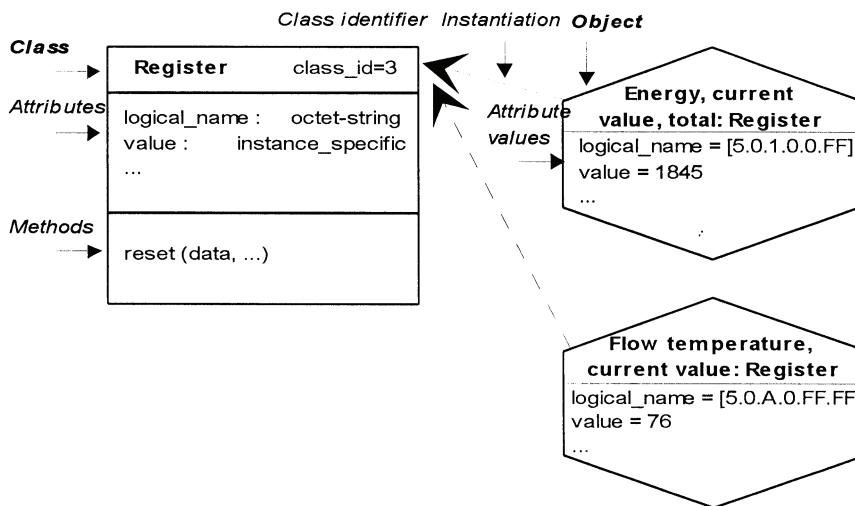 Class identifier Instantiation Object
Class
Register class_id=3
Attributes
logical_name : octet-string
value : instance_specific
...
Methods
reset (data, ...)
Attribute
values
Energy, current
value, total: Register
logical_name = [5.0.1.0.0.FF]
value = 1845
...
Flow temperature,
current value: Register
logical_name = [5.0.A.0.FF.FF
value = 76
...